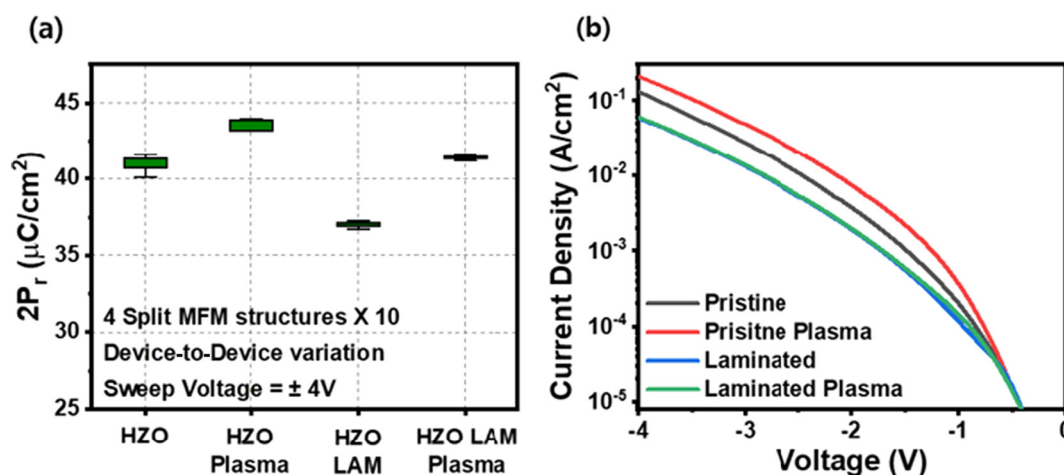 (a)
45
40
35
30
25
2Pr (μC/cm2)
4 Split MFM structures X 10
Device-to-Device variation
Sweep Voltage = ± 4V
HZO
HZO
Plasma
HZO
LAM
HZO LAM
Plasma
(b)
10-1
10-2
10-3
10-4
10-5
Current Density (A/cm2)
Pristine
Prisitne Plasma
Laminated
Laminated Plasma
-4
-3
-2
-1
0
Voltage (V)